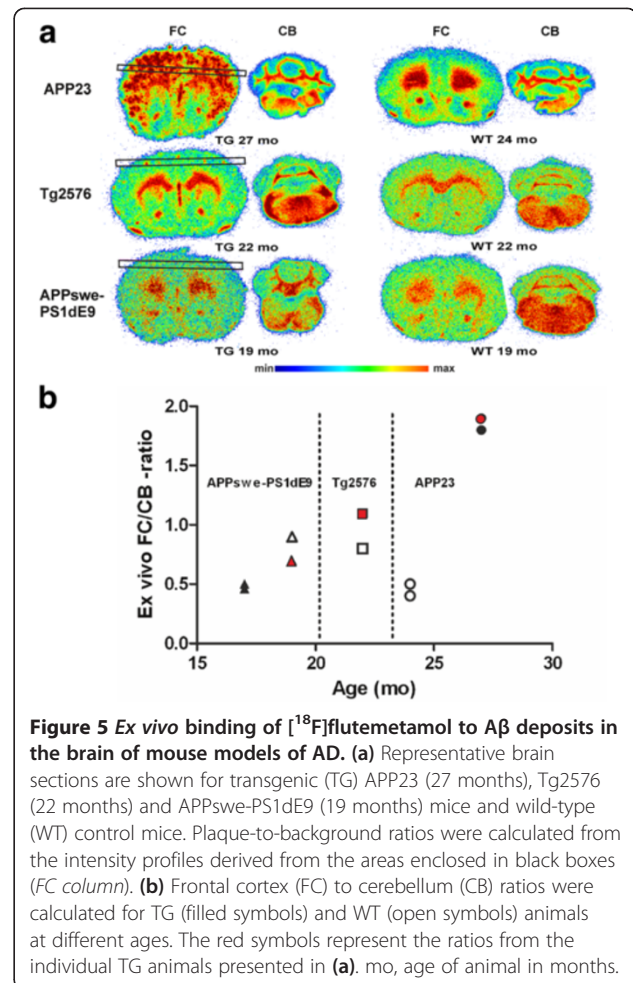 a
FC CB FC CB
APP23
TG 27 mo WT 24 mo
Tg2576
TG 22 mo WT 22 mo
APPswe-
PS1dE9
TG 19 mo WT 19 mo
min max
b
Ex vivo FC/CB -ratio
2.0
1.5
1.0
0.5
0.0
APPswe-PS1dE9 Tg2576 APP23
15 20 25 30
Age (mo)
Figure 5 Ex vivo binding of [¹⁸F]flutemetamol to Aβ deposits in
the brain of mouse models of AD. (a) Representative brain
sections are shown for transgenic (TG) APP23 (27 months), Tg2576
(22 months) and APPswe-PS1dE9 (19 months) mice and wild-type
(WT) control mice. Plaque-to-background ratios were calculated from
the intensity profiles derived from the areas enclosed in black boxes
(FC column). (b) Frontal cortex (FC) to cerebellum (CB) ratios were
calculated for TG (filled symbols) and WT (open symbols) animals
at different ages. The red symbols represent the ratios from the
individual TG animals presented in (a). mo, age of animal in months.